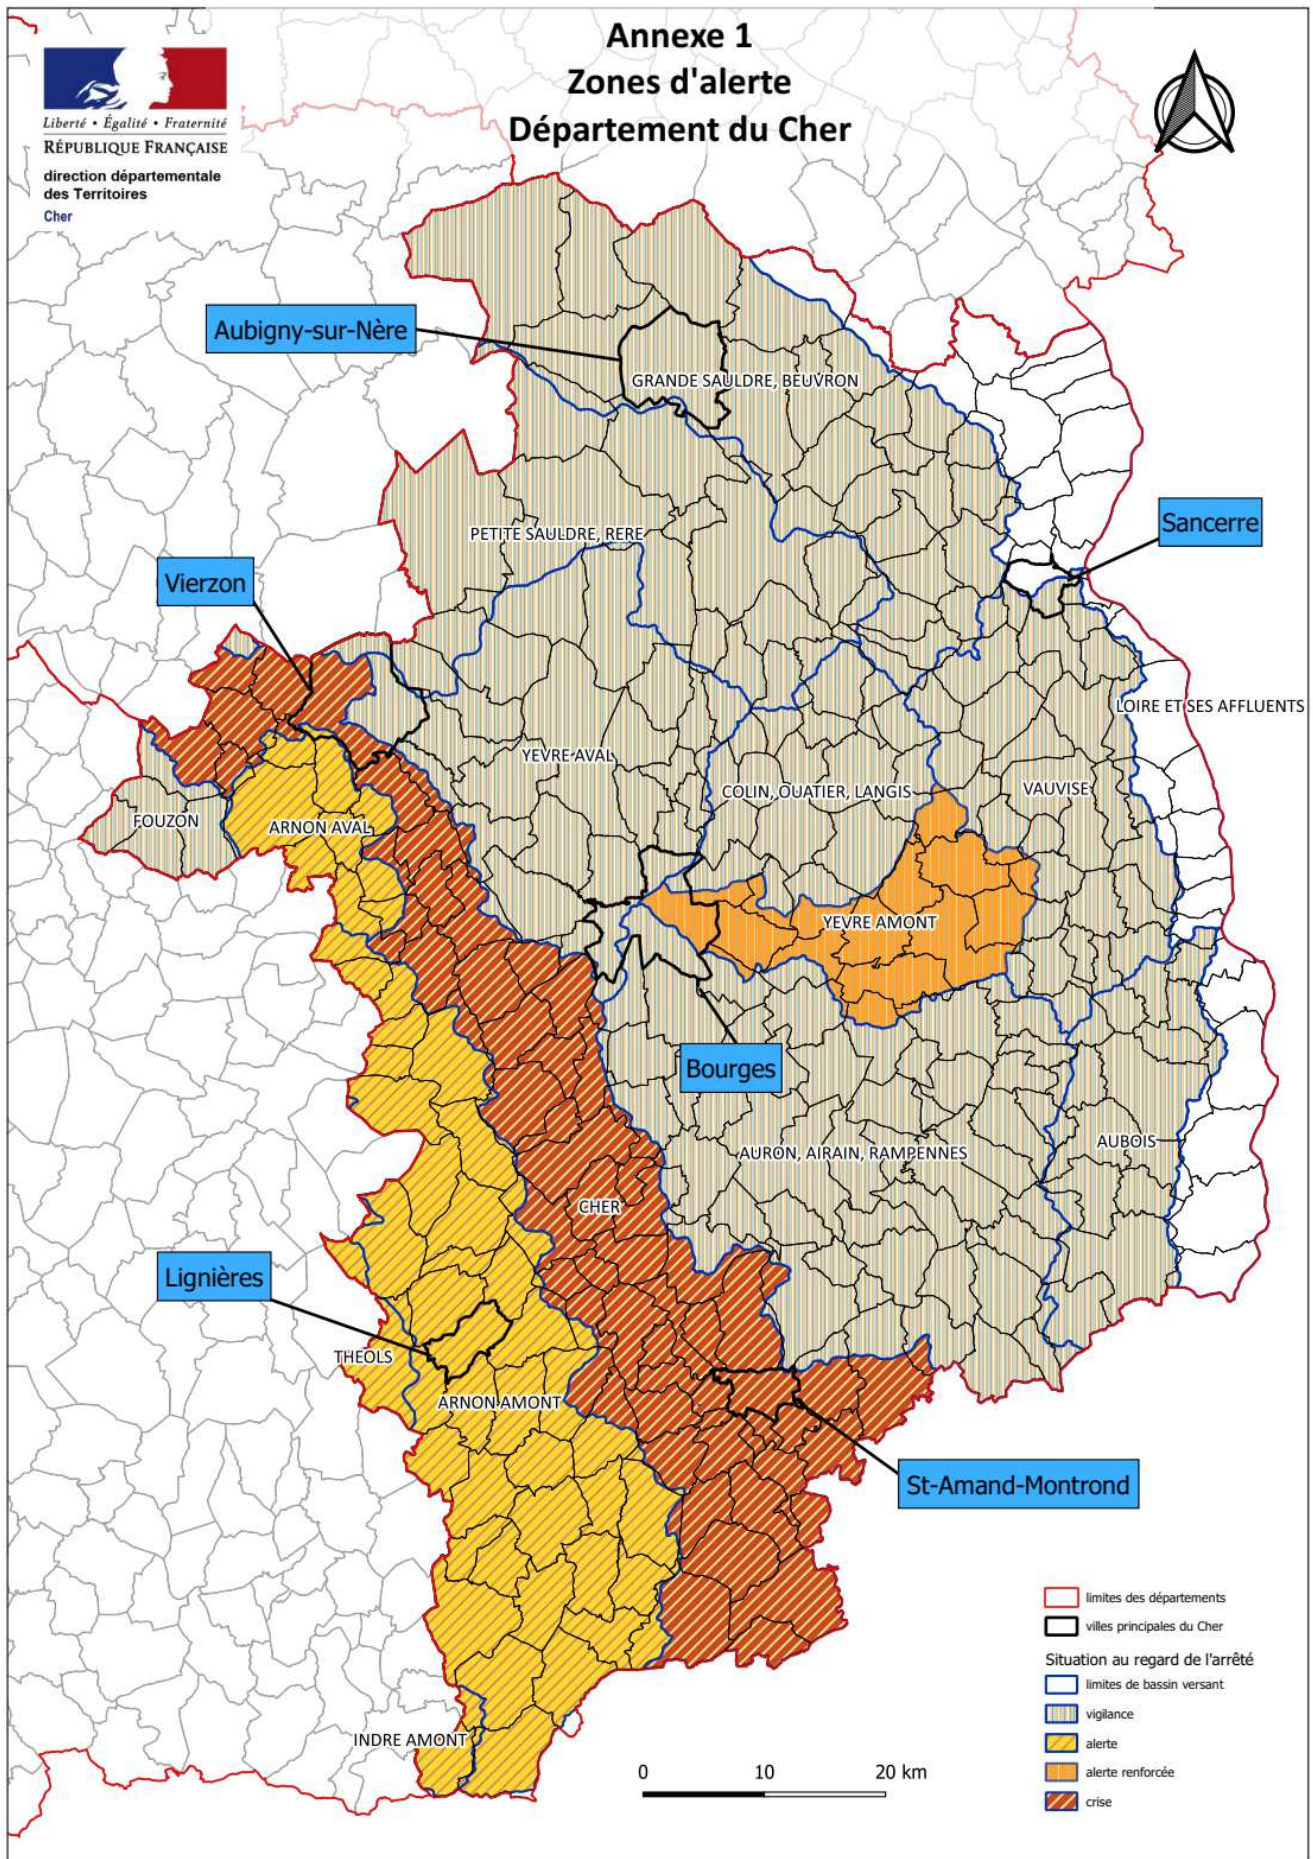 Annexe 1
Zones d'alerte
Département du Cher
Liberté • Égalité • Fraternité
RÉPUBLIQUE FRANÇAISE
direction départementale
des Territoires
Cher
Aubigny-sur-Nère
GRANDE SAULDRE, BEUVRON
Sancerre
PETITE SAULDRE, RERE
Vierzon
LOIRE ET SES AFFLUENTS
YEVRE AVAL
COLIN, OUATIER, LANGIS
VAUVISE
FOUZON
ARNON AVAL
YEVRE AMONT
Bourges
AURON, AIRAIN, RAMPENNES
AUBOIS
CHER
Lignières
THEOLS
ARNON AMONT
St-Amand-Montrond
INDRE AMONT
limites des départements
villes principales du Cher
Situation au regard de l'arrêté
limites de bassin versant
vigilance
alerte
alerte renforcée
crise
0 10 20 km